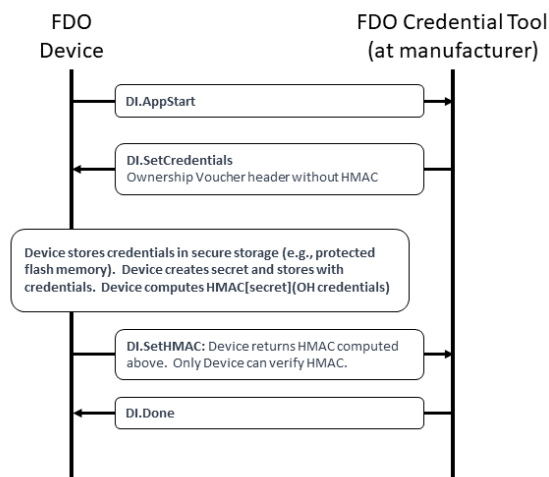 FDO
Device
FDO Credential Tool
(at manufacturer)
DI.AppStart
DI.SetCredentials
Ownership Voucher header without HMAC
Device stores credentials in secure storage (e.g., protected
flash memory). Device creates secret and stores with
credentials. Device computes HMAC[secret](OH credentials)
DI.SetHMAC: Device returns HMAC computed
above. Only Device can verify HMAC.
DI.Done